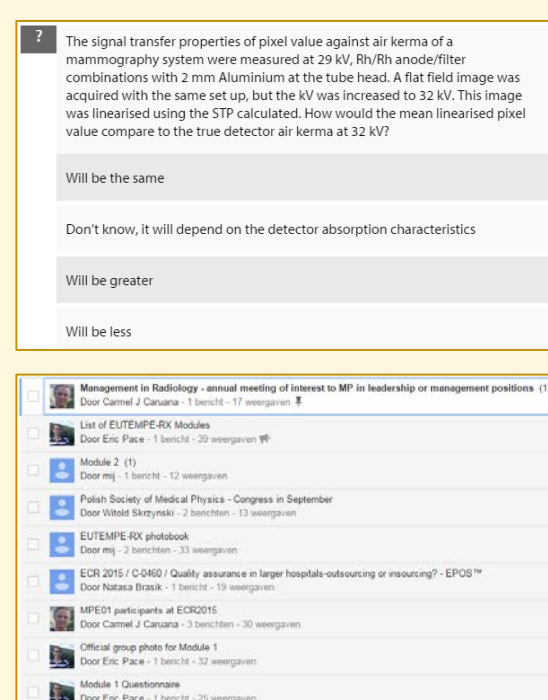 ?
The signal transfer properties of pixel value against air kerma of a
mammography system were measured at 29 kV, Rh/Rh anode/filter
combinations with 2 mm Aluminium at the tube head. A flat field image was
acquired with the same set up, but the kV was increased to 32 kV. This image
was linearised using the STP calculated. How would the mean linearised pixel
value compare to the true detector air kerma at 32 kV?
Will be the same
Don't know, it will depend on the detector absorption characteristics
Will be greater
Will be less
Management in Radiology - annual meeting of interest to MP in leadership or management positions (1
Door Carmel J Caruana - 1 bericht - 17 weergaven
List of EUTEMPE-RX Modules
Door Eric Pace - 1 bericht - 39 weergaven
Module 2 (1)
Door mij - 1 bericht - 12 weergaven
Polish Society of Medical Physics - Congress in September
Door Witold Skrzynski - 2 berichten - 13 weergaven
EUTEMPE-RX photobook
Door mij - 2 berichten - 33 weergaven
ECR 2015 / C-0460 / Quality assurance in larger hospitals-outsourcing or insourcing? - EPOS™
Door Natasa Brasik - 1 bericht - 19 weergaven
MPE01 participants at ECR2015
Door Carmel J Caruana - 3 berichten - 30 weergaven
Official group photo for Module 1
Door Eric Pace - 1 bericht - 32 weergaven
Module 1 Questionnaire
Door Eric Pace - 1 bericht - 25 weergaven